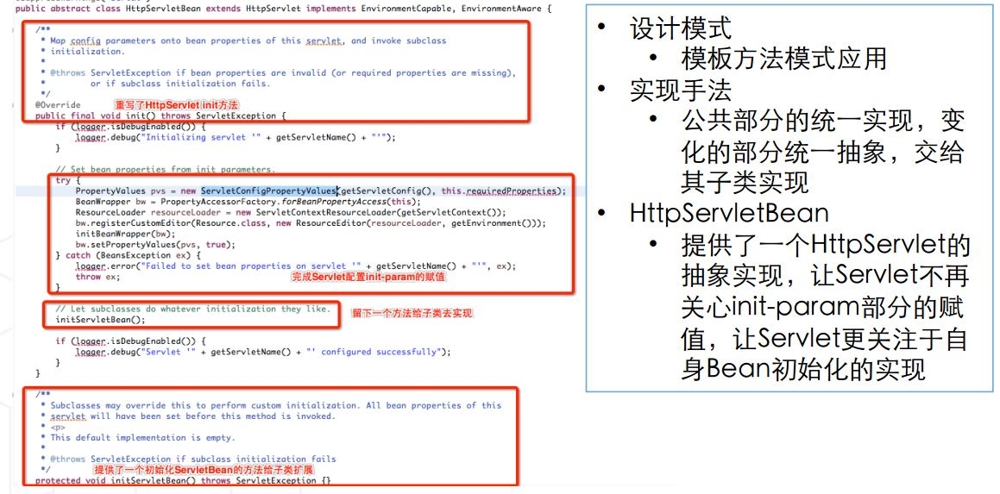 public abstract class HttpServletBean extends HttpServlet implements EnvironmentCapable, EnvironmentAware {
/**
* Map config parameters onto bean properties of this servlet, and invoke subclass
* initialization.
*
* @throws ServletException if bean properties are invalid (or required properties are missing),
* or if subclass initialization fails.
*/
@Override
重写了HttpServlet init方法
public final void init() throws ServletException {
if (logger.isDebugEnabled()) {
logger.debug("Initializing servlet '" + getServletName() + "'");
}
// Set bean properties from init parameters.
try {
PropertyValues pvs = new ServletConfigPropertyValues(getServletConfig(), this.requiredProperties);
BeanWrapper bw = PropertyAccessorFactory.forBeanPropertyAccess(this);
ResourceLoader resourceLoader = new ServletContextResourceLoader(getServletContext());
bw.registerCustomEditor(Resource.class, new ResourceEditor(resourceLoader, getEnvironment()));
initBeanWrapper(bw);
bw.setPropertyValues(pvs, true);
} catch (BeansException ex) {
logger.error("Failed to set bean properties on servlet '" + getServletName() + "'", ex);
throw ex;
完成Servlet配置init-param的赋值
}
// Let subclasses do whatever initialization they like.
initServletBean();
留下一个方法给子类去实现
if (logger.isDebugEnabled()) {
logger.debug("Servlet '" + getServletName() + "' configured successfully");
}
}
/**
* Subclasses may override this to perform custom initialization. All bean properties of this
* servlet will have been set before this method is invoked.
* <p>
* This default implementation is empty.
*
* @throws ServletException if subclass initialization fails
*/
提供了一个初始化ServletBean的方法给子类扩展
protected void initServletBean() throws ServletException {}
• 设计模式
• 模板方法模式应用
• 实现手法
• 公共部分的统一实现，变
化的部分统一抽象，交给
其子类实现
• HttpServletBean
• 提供了一个HttpServlet的
抽象实现，让Servlet不再
关心init-param部分的赋
值，让Servlet更关注于自
身Bean初始化的实现